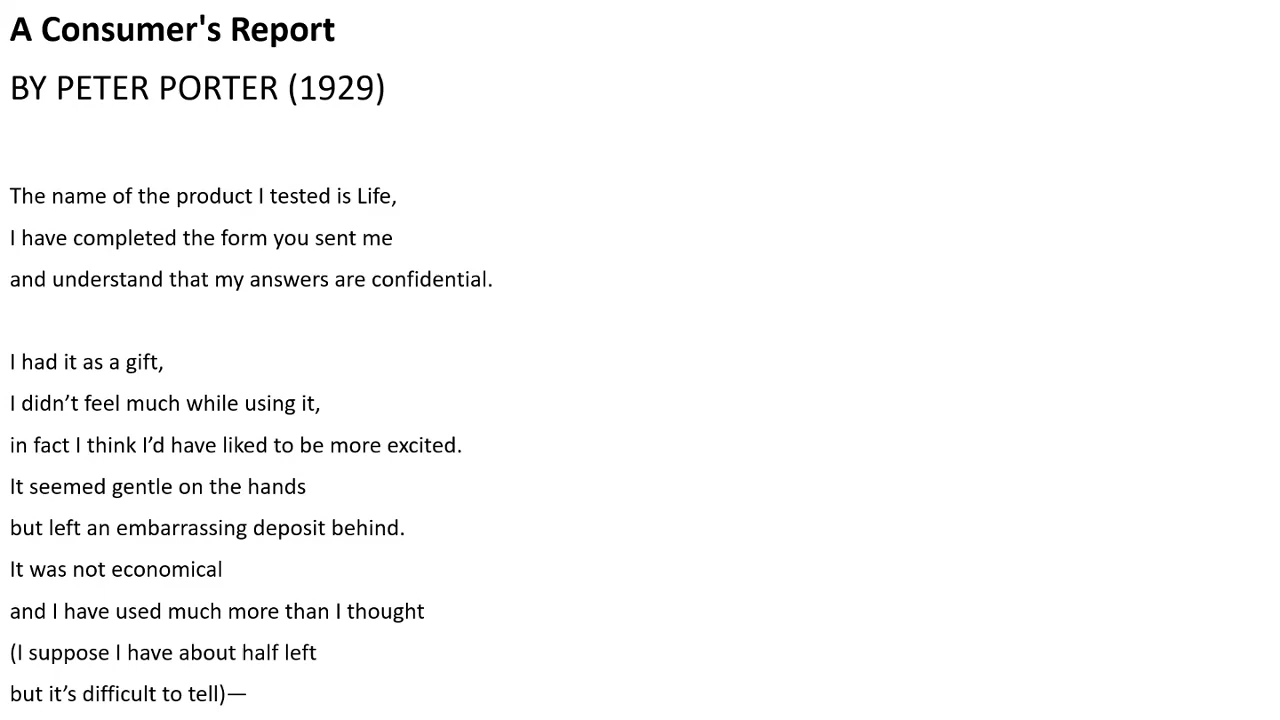 A Consumer's Report
BY PETER PORTER (1929)
The name of the product I tested is Life,
I have completed the form you sent me
and understand that my answers are confidential.
I had it as a gift,
I didn’t feel much while using it,
in fact I think I’d have liked to be more excited.
It seemed gentle on the hands
but left an embarrassing deposit behind.
It was not economical
and I have used much more than I thought
(I suppose I have about half left
but it’s difficult to tell)—